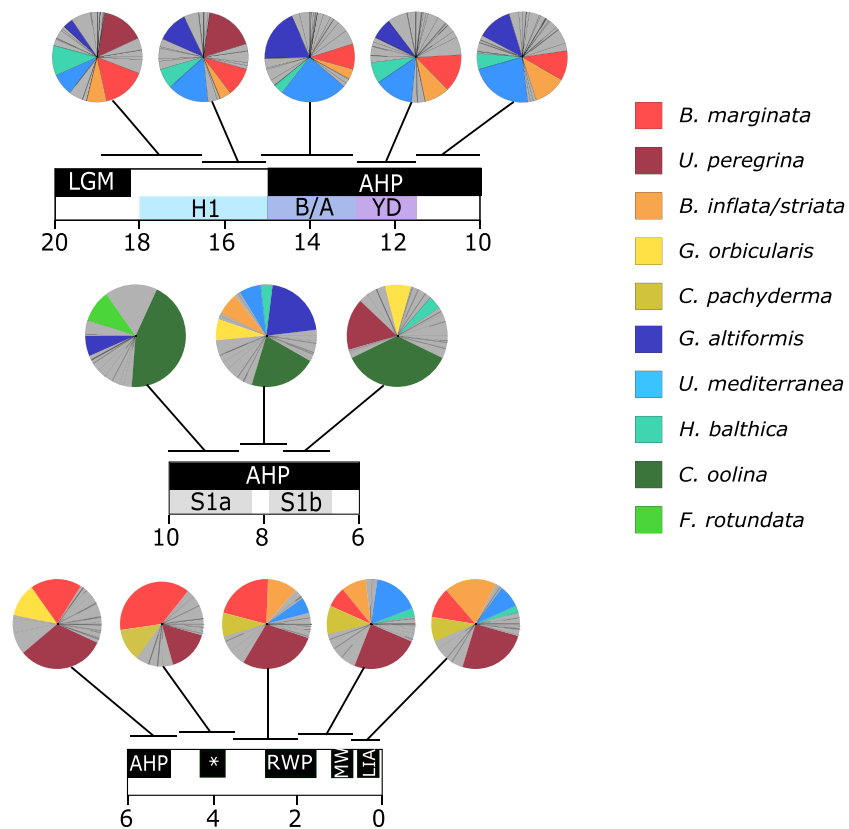 B. marginata
U. peregrina
B. inflata/striata
G. orbicularis
C. pachyderma
G. altiformis
U. mediterranea
H. balthica
C. oolina
F. rotundata
LGM AHP
H1 B/A YD
20 18 16 14 12 10
AHP
S1a S1b
10 8 6
AHP * RWP MW LIA
6 4 2 0